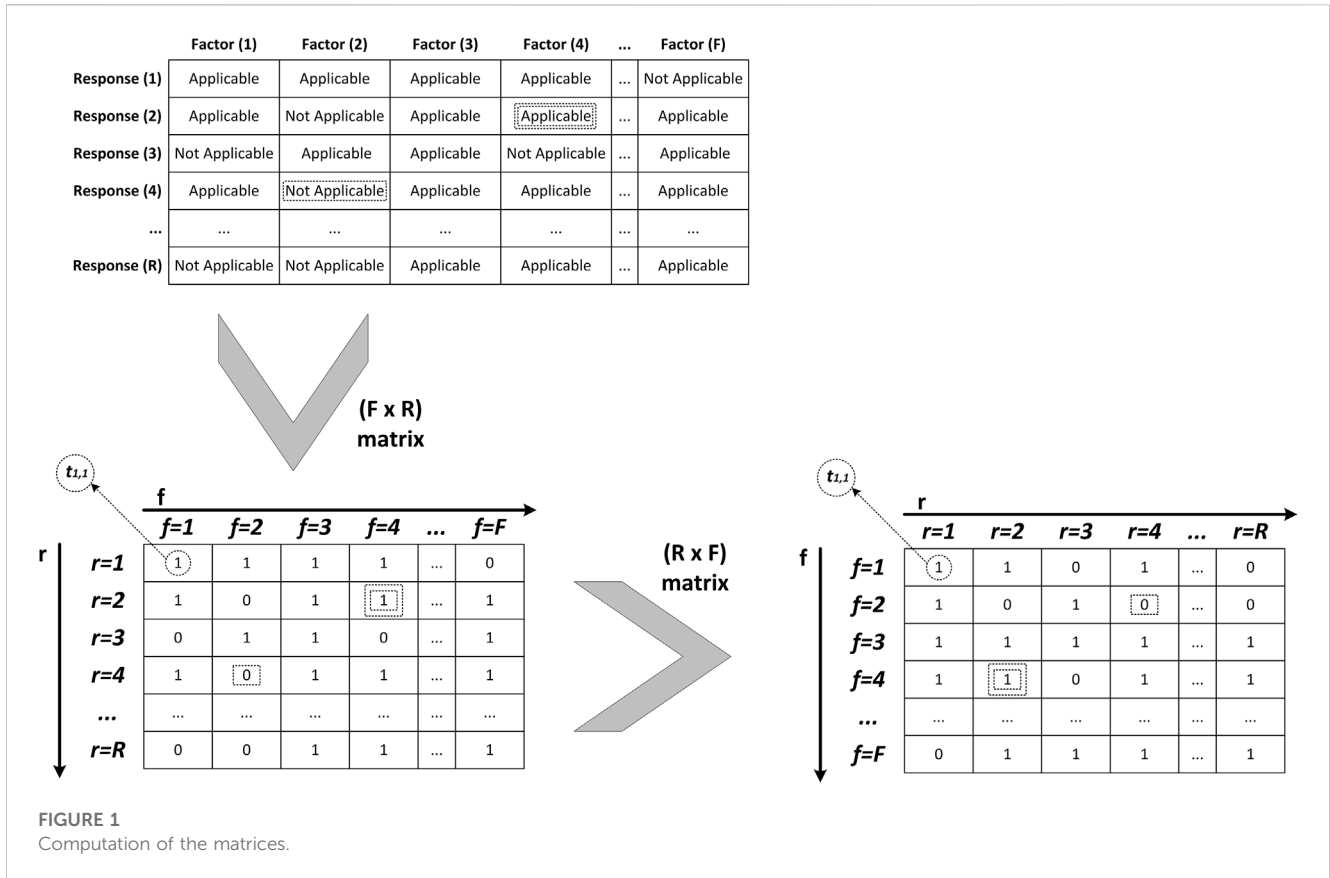 Factor (1) Factor (2) Factor (3) Factor (4) ... Factor (F)
Response (1) Applicable Applicable Applicable Applicable ... Not Applicable
Response (2) Applicable Not Applicable Applicable Applicable ... Applicable
Response (3) Not Applicable Applicable Applicable Not Applicable ... Applicable
Response (4) Applicable Not Applicable Applicable Applicable ... Applicable
... ... ... ... ... ... ...
Response (R) Not Applicable Not Applicable Applicable Applicable ... Applicable
(F x R)
matrix
t1,1
f
f=1 f=2 f=3 f=4 ... f=F
r
r=1 1 1 1 1 ... 0
r=2 1 0 1 1 ... 1
r=3 0 1 1 0 ... 1
r=4 1 0 1 1 ... 1
... ... ... ... ... ... ...
r=R 0 0 1 1 ... 1
(R x F)
matrix
t1,1
r
r=1 r=2 r=3 r=4 ... r=R
f
f=1 1 1 0 1 ... 0
f=2 1 0 1 0 ... 0
f=3 1 1 1 1 ... 1
f=4 1 1 0 1 ... 1
... ... ... ... ... ... ...
f=F 0 1 1 1 ... 1
FIGURE 1
Computation of the matrices.